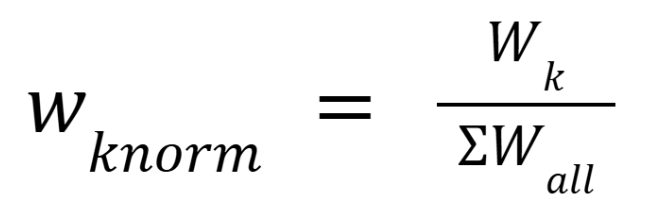 w_knorm = W_k / ΣW_all